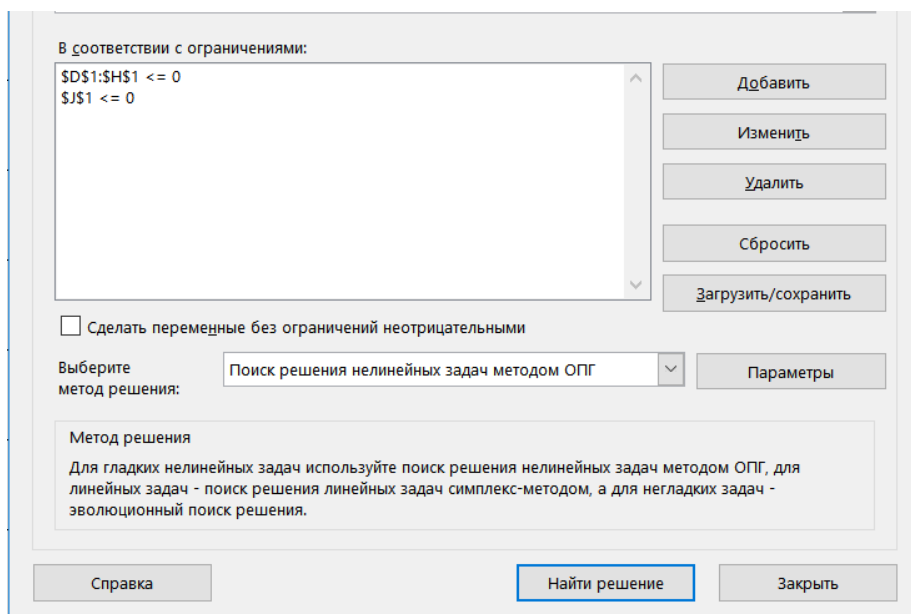 В соответствии с ограничениями:
$D$1:$H$1 <= 0
$J$1 <= 0
Добавить
Изменить
Удалить
Сбросить
Загрузить/сохранить
Сделать переменные без ограничений неотрицательными
Выберите
метод решения:
Поиск решения нелинейных задач методом ОПГ
Параметры
Метод решения
Для гладких нелинейных задач используйте поиск решения нелинейных задач методом ОПГ, для
линейных задач - поиск решения линейных задач симплекс-методом, а для негладких задач -
эволюционный поиск решения.
Справка
Найти решение
Закрыть